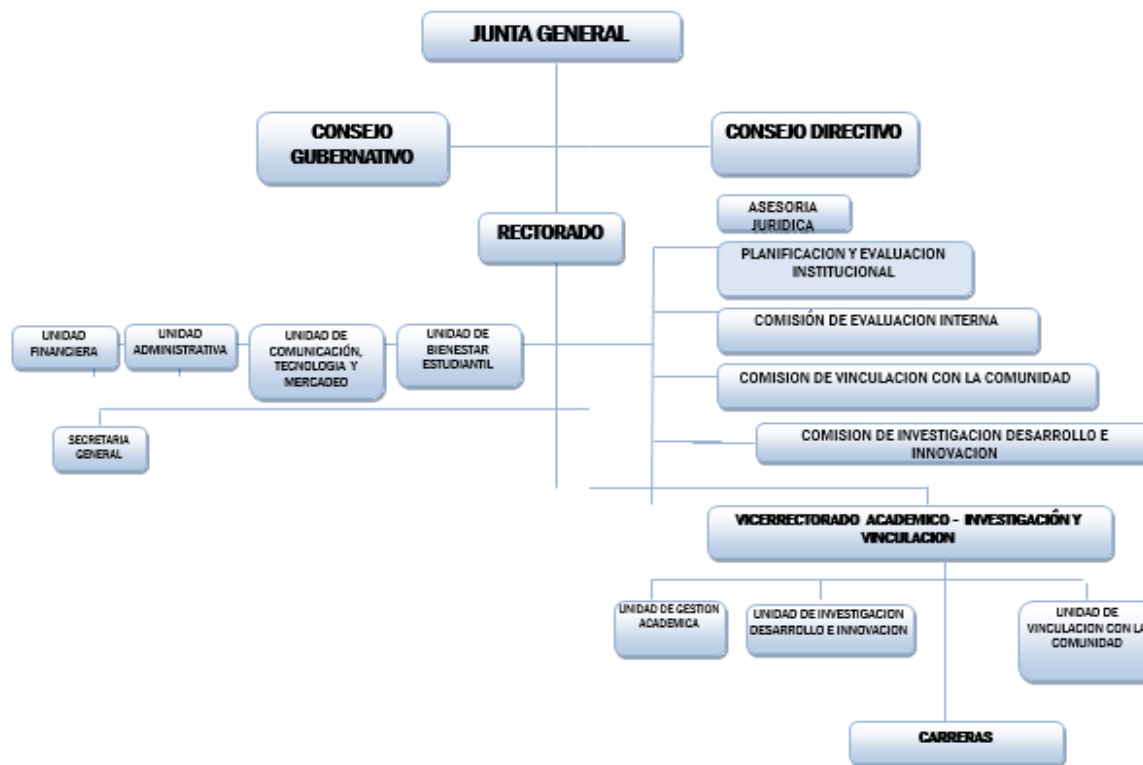 JUNTA GENERAL
CONSEJO
GUBERNATIVO
CONSEJO DIRECTIVO
RECTORADO
ASESORIA
JURIDICA
PLANIFICACION Y EVALUACION
INSTITUCIONAL
UNIDAD
FINANCIERA
UNIDAD
ADMINISTRATIVA
UNIDAD DE
COMUNICACIÓN,
TECNOLOGIA Y
MERCADEO
UNIDAD DE
BIENESTAR
ESTUDIANTIL
COMISIÓN DE EVALUACION INTERNA
COMISION DE VINCULACION CON LA COMUNIDAD
SECRETARIA
GENERAL
COMISION DE INVESTIGACION DESARROLLO E
INNOVACION
VICERRECTORADO ACADEMICO - INVESTIGACIÓN Y
VINCULACION
UNIDAD DE GESTION
ACADEMICA
UNIDAD DE INVESTIGACION
DESARROLLO E INNOVACION
UNIDAD DE
VINCULACION CON LA
COMUNIDAD
CARRERAS